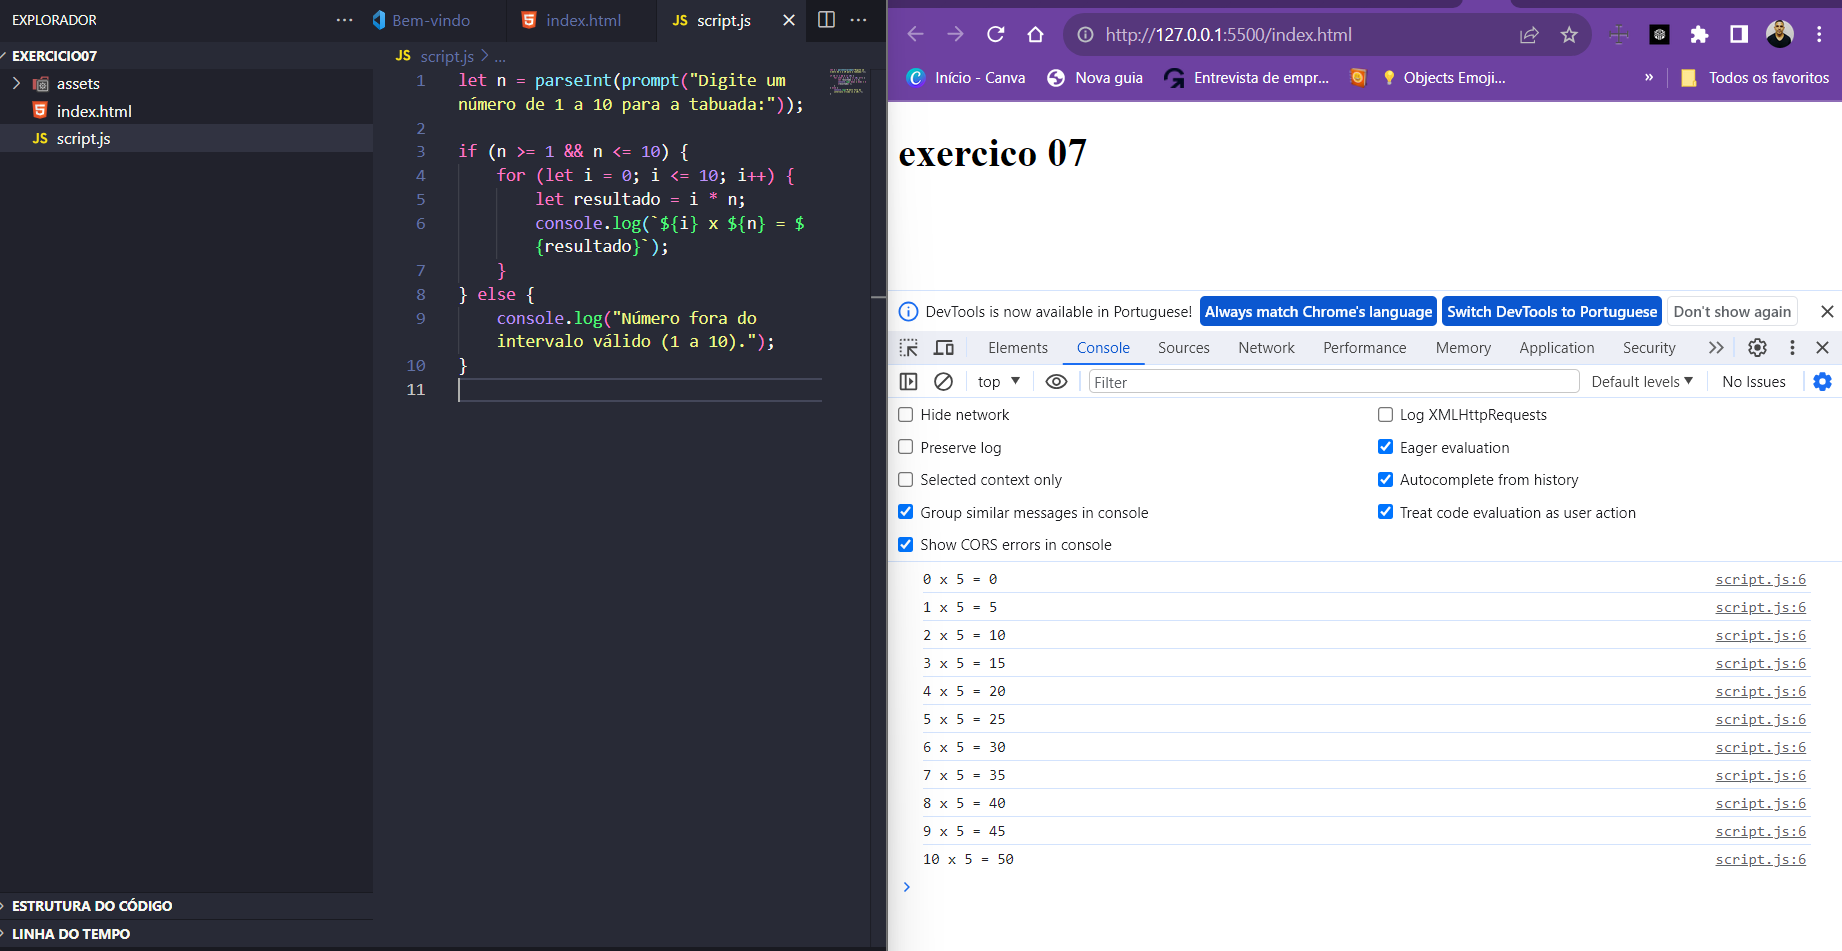 EXPLORADOR
EXERCICIO07
assets
index.html
JS script.js
ESTRUTURA DO CÓDIGO
LINHA DO TEMPO
Bem-vindo
index.html
JS script.js
JS script.js > ...
1 let n = parseInt(prompt("Digite um
número de 1 a 10 para a tabuada:"));
2
3 if (n >= 1 && n <= 10) {
4 for (let i = 0; i <= 10; i++) {
5 let resultado = i * n;
6 console.log(`${i} x ${n} = $
{resultado}`);
7 }
8 } else {
9 console.log("Número fora do
intervalo válido (1 a 10).");
10 }
11
http://127.0.0.1:5500/index.html
Início - Canva
Nova guia
Entrevista de empr...
Objects Emoji...
»
Todos os favoritos
exercico 07
DevTools is now available in Portuguese!
Always match Chrome's language
Switch DevTools to Portuguese
Don't show again
Elements
Console
Sources
Network
Performance
Memory
Application
Security
top
Filter
Default levels
No Issues
Hide network
Log XMLHttpRequests
Preserve log
Eager evaluation
Selected context only
Autocomplete from history
Group similar messages in console
Treat code evaluation as user action
Show CORS errors in console
0 x 5 = 0 script.js:6
1 x 5 = 5 script.js:6
2 x 5 = 10 script.js:6
3 x 5 = 15 script.js:6
4 x 5 = 20 script.js:6
5 x 5 = 25 script.js:6
6 x 5 = 30 script.js:6
7 x 5 = 35 script.js:6
8 x 5 = 40 script.js:6
9 x 5 = 45 script.js:6
10 x 5 = 50 script.js:6